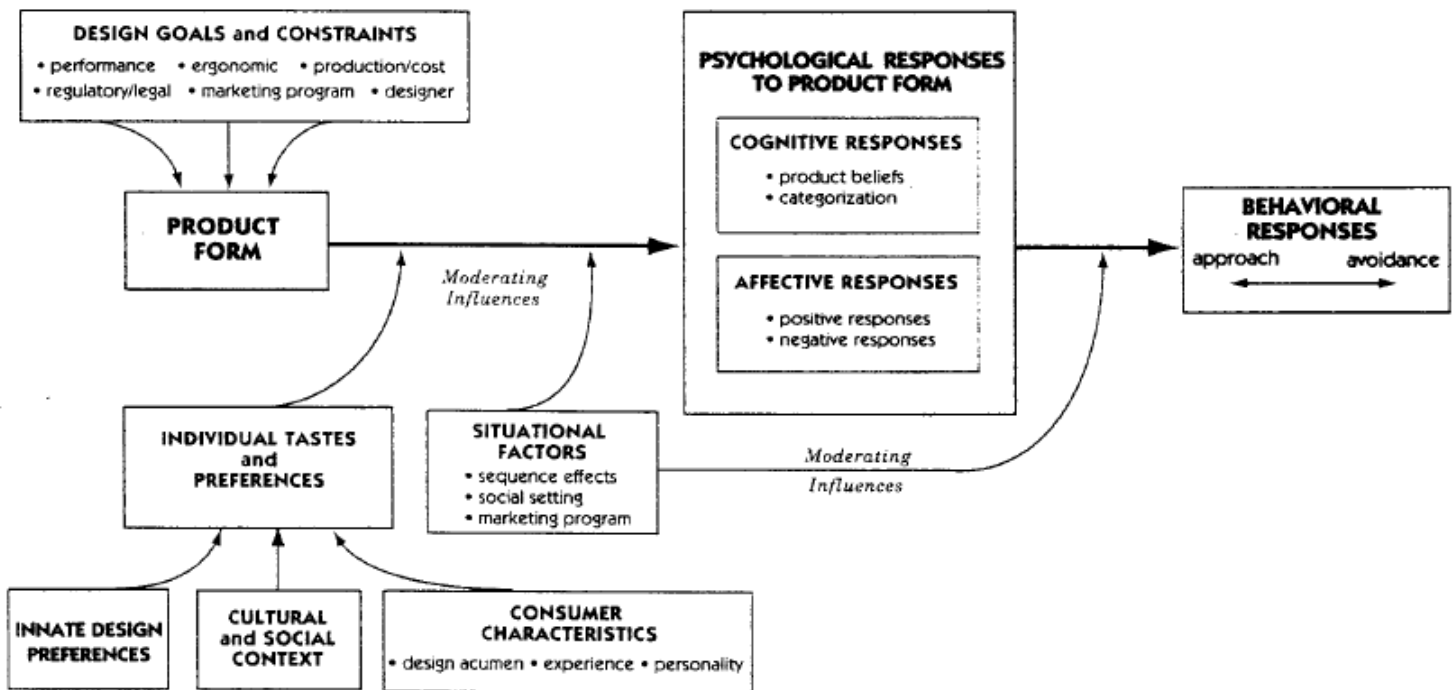 DESIGN GOALS and CONSTRAINTS
• performance • ergonomic • production/cost
• regulatory/legal • marketing program • designer
PRODUCT
FORM
Moderating
Influences
PSYCHOLOGICAL RESPONSES
TO PRODUCT FORM
COGNITIVE RESPONSES
• product beliefs
• categorization
AFFECTIVE RESPONSES
• positive responses
• negative responses
BEHAVIORAL
RESPONSES
approach avoidance
INDIVIDUAL TASTES
and
PREFERENCES
SITUATIONAL
FACTORS
• sequence effects
• social setting
• marketing program
Moderating
Influences
INNATE DESIGN
PREFERENCES
CULTURAL
and SOCIAL
CONTEXT
CONSUMER
CHARACTERISTICS
• design acumen • experience • personality